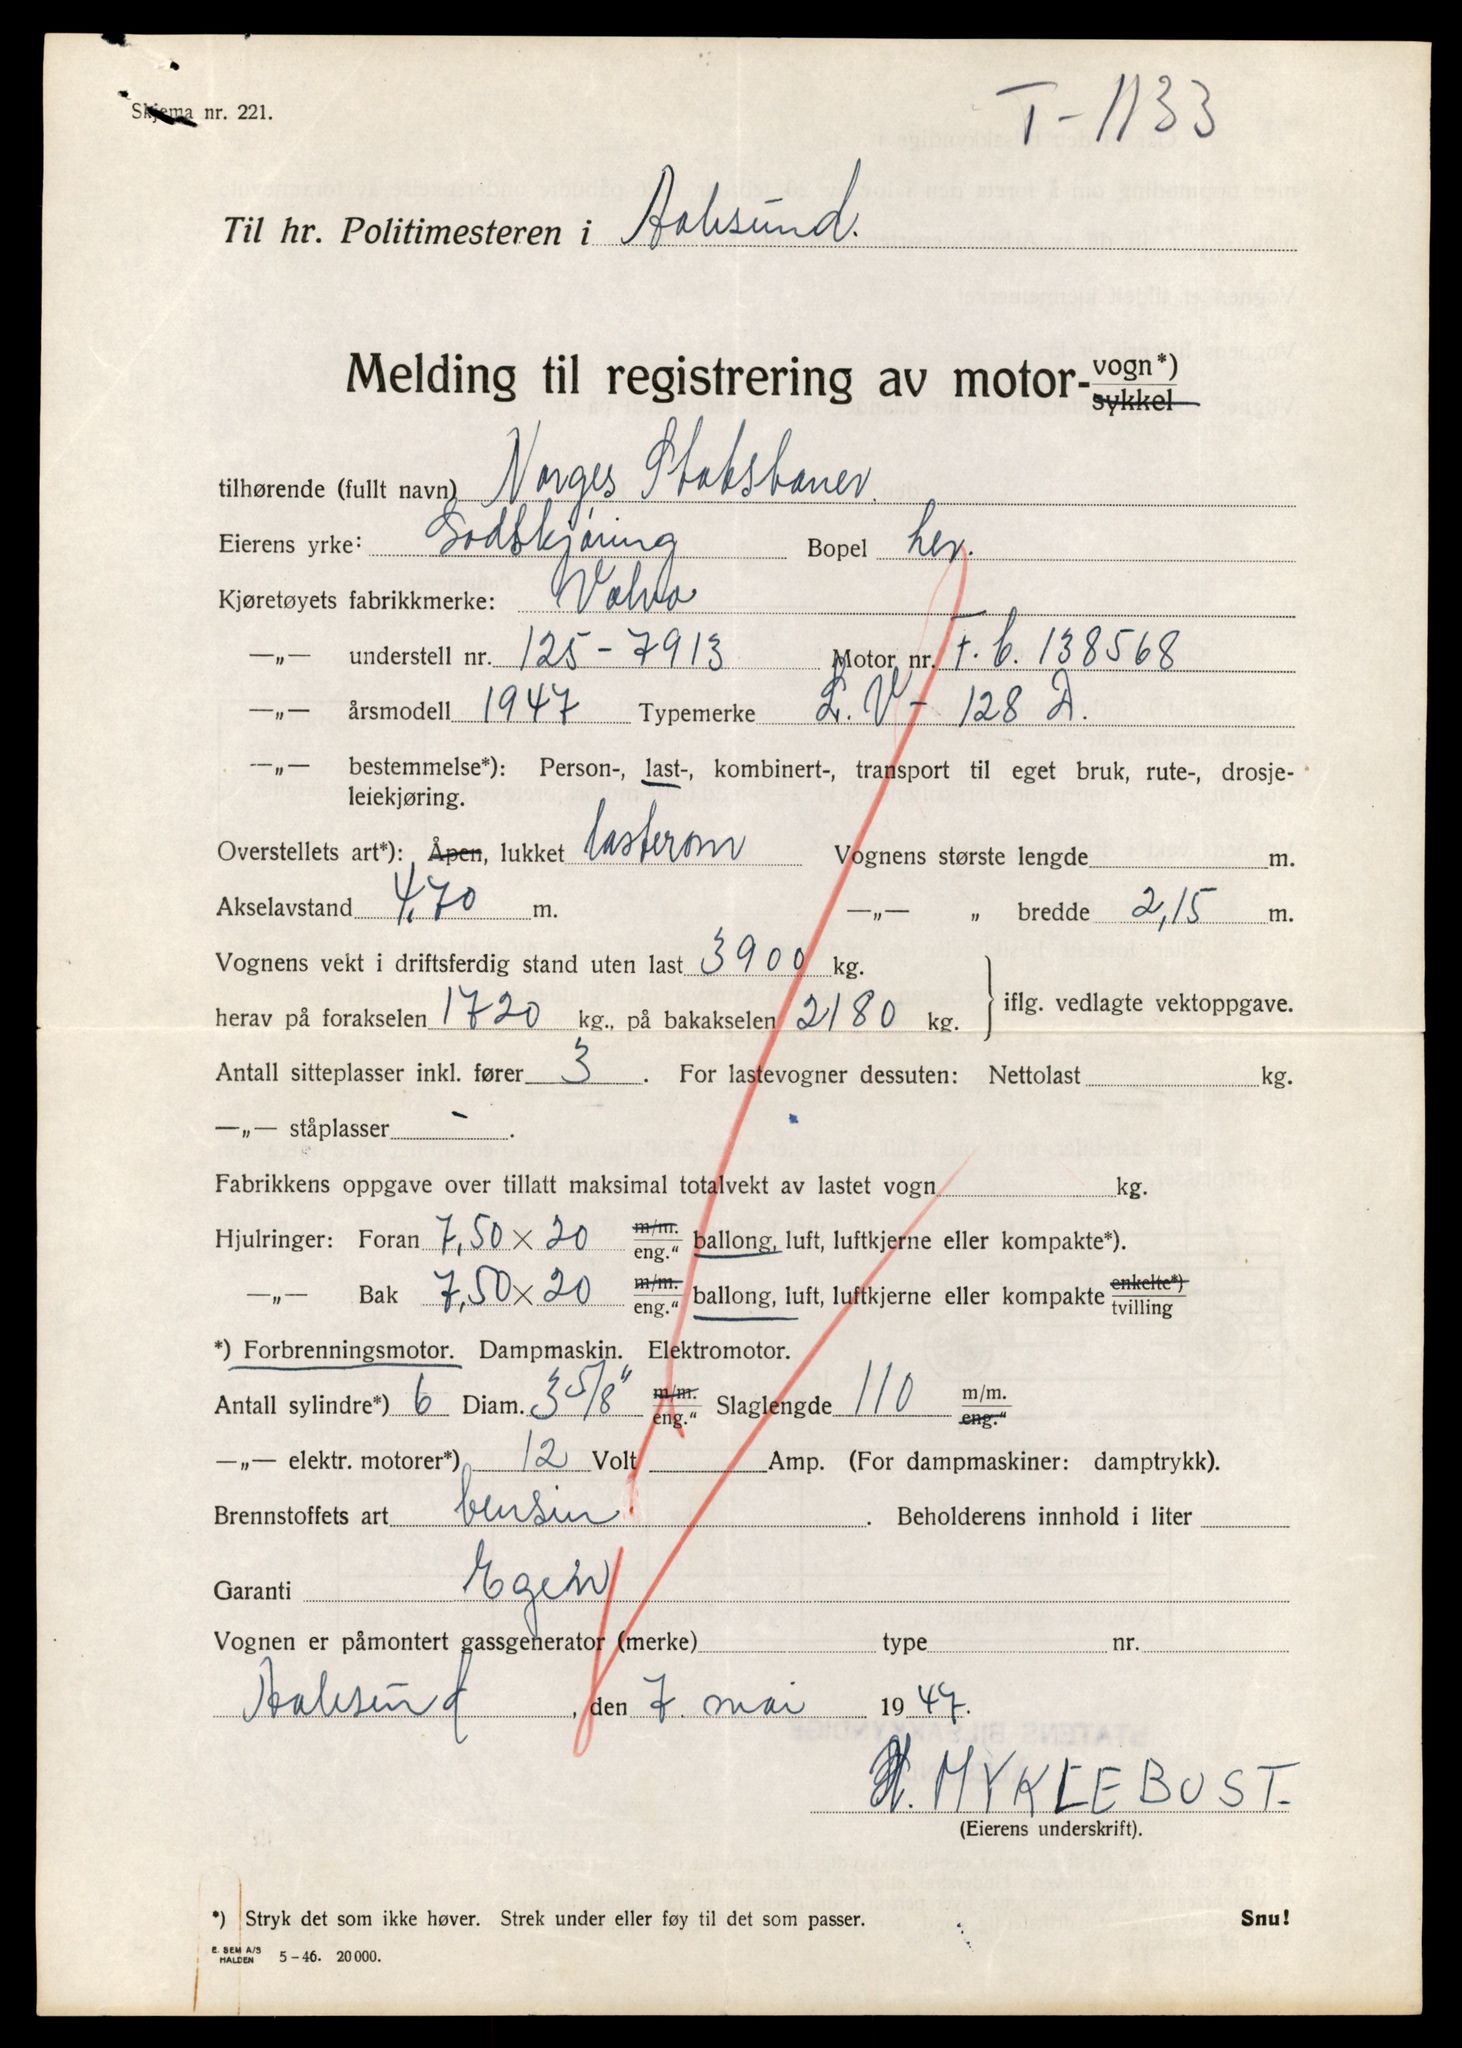 T-1133
Skjema nr. 221.
Til hr. Politimesteren i Aalesund.
Melding til registrering av motor-vogn*)
sykkel
tilhørende (fullt navn) Norges Statsbaner.
Eierens yrke: Godskjøring Bopel her.
Kjøretøyets fabrikkmerke: Volvo
—„— understell nr. 125-7913 Motor nr. F.b. 138568
—„— årsmodell 1947 Typemerke L.V-128 D.
—„— bestemmelse*): Person-, last-, kombinert-, transport til eget bruk, rute-, drosje-
leiekjøring.
Overstellets art*): Åpen, lukket lasterom Vognens største lengde m.
Akselavstand 4,70 m. —„— „ bredde 2,15 m.
Vognens vekt i driftsferdig stand uten last 3900 kg.
herav på forakselen 1720 kg., på bakakselen 2180 kg. iflg. vedlagte vektoppgave.
Antall sitteplasser inkl. fører 3. For lastevogner dessuten: Nettolast kg.
—„— ståplasser -.
Fabrikkens oppgave over tillatt maksimal totalvekt av lastet vogn kg.
Hjulringer: Foran 7,50 × 20 m/m. eng.“ ballong, luft, luftkjerne eller kompakte*).
—„— Bak 7,50 × 20 m/m. eng.“ ballong, luft, luftkjerne eller kompakte enkelte*) tvilling
*) Forbrenningsmotor. Dampmaskin. Elektromotor.
Antall sylindre*) 6 Diam. 3 5/8" m/m. eng.“ Slaglengde 110 m/m. eng.“
—„— elektr. motorer*) 12 Volt Amp. (For dampmaskiner: damptrykk).
Brennstoffets art bensin. Beholderens innhold i liter
Garanti Egen
Vognen er påmontert gassgenerator (merke) type nr.
Aalesund, den 7. mai 1947.
H. MYKLEBUST.
(Eierens underskrift).
*) Stryk det som ikke høver. Strek under eller føy til det som passer. Snu!
E. SEM A/S
HALDEN 5-46. 20 000.